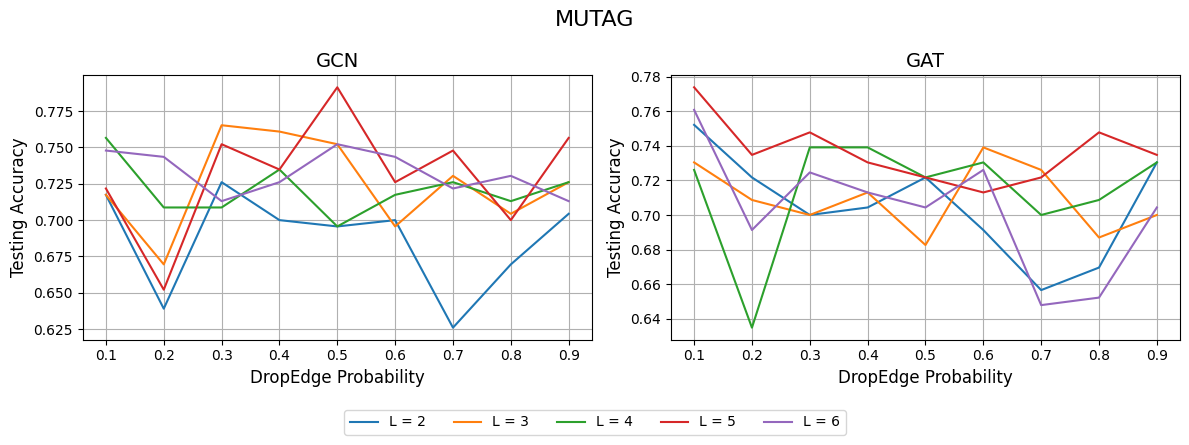 MUTAG
GCN
Testing Accuracy
0.775
0.750
0.725
0.700
0.675
0.650
0.625
0.1 0.2 0.3 0.4 0.5 0.6 0.7 0.8 0.9
DropEdge Probability
GAT
Testing Accuracy
0.78
0.76
0.74
0.72
0.70
0.68
0.66
0.64
0.1 0.2 0.3 0.4 0.5 0.6 0.7 0.8 0.9
DropEdge Probability
L = 2 L = 3 L = 4 L = 5 L = 6